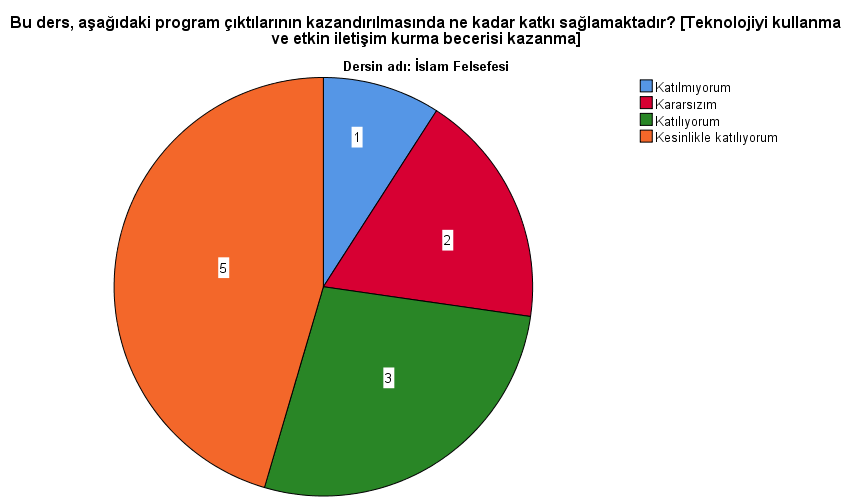 Bu ders, aşağıdaki program çıktılarının kazandırılmasında ne kadar katkı sağlamaktadır? [Teknolojiyi kullanma
ve etkin iletişim kurma becerisi kazanma]
Dersin adı: İslam Felsefesi
Katılmıyorum
Kararsızım
Katılıyorum
Kesinlikle katılıyorum
1
2
5
3